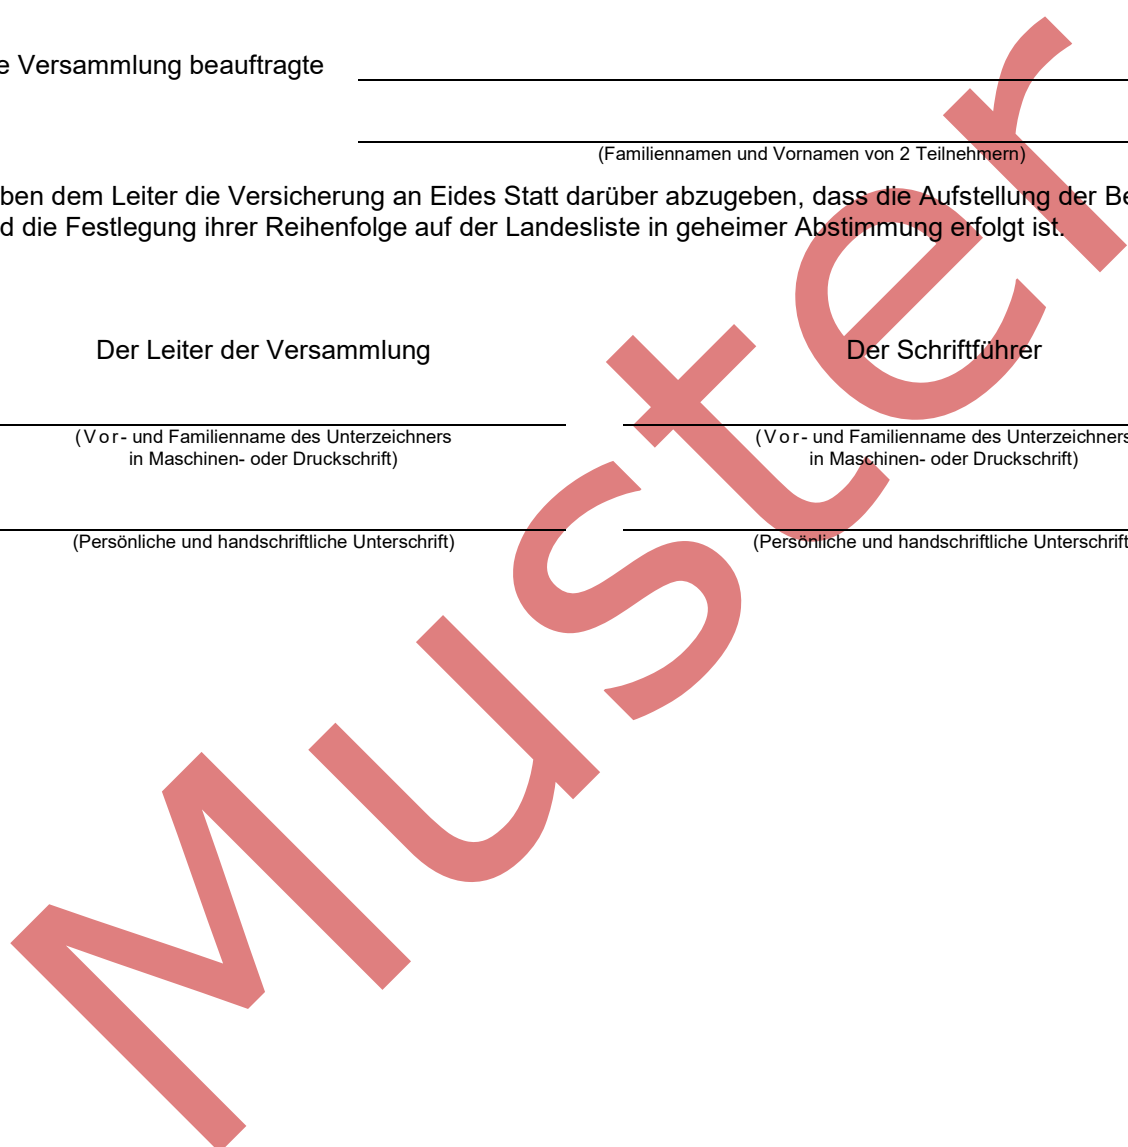 e Versammlung beauftragte
(Familiennamen und Vornamen von 2 Teilnehmern)
ben dem Leiter die Versicherung an Eides Statt darüber abzugeben, dass die Aufstellung der Be
d die Festlegung ihrer Reihenfolge auf der Landesliste in geheimer Abstimmung erfolgt ist.
Der Leiter der Versammlung
Der Schriftführer
(Vor- und Familienname des Unterzeichners
in Maschinen- oder Druckschrift)
(Vor- und Familienname des Unterzeichners
in Maschinen- oder Druckschrift)
(Persönliche und handschriftliche Unterschrift)
(Persönliche und handschriftliche Unterschrift
Muster